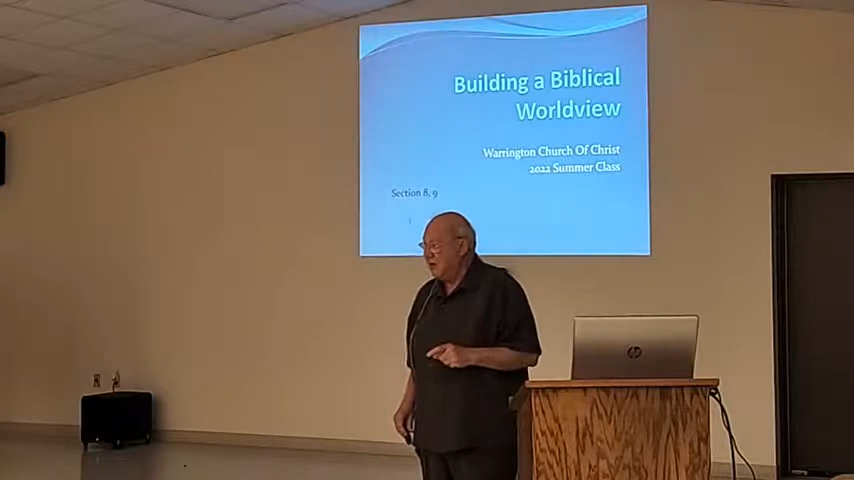 Building a Biblical
Worldview
Warrington Church Of Christ
2022 Summer Class
Section 8, 9
hp